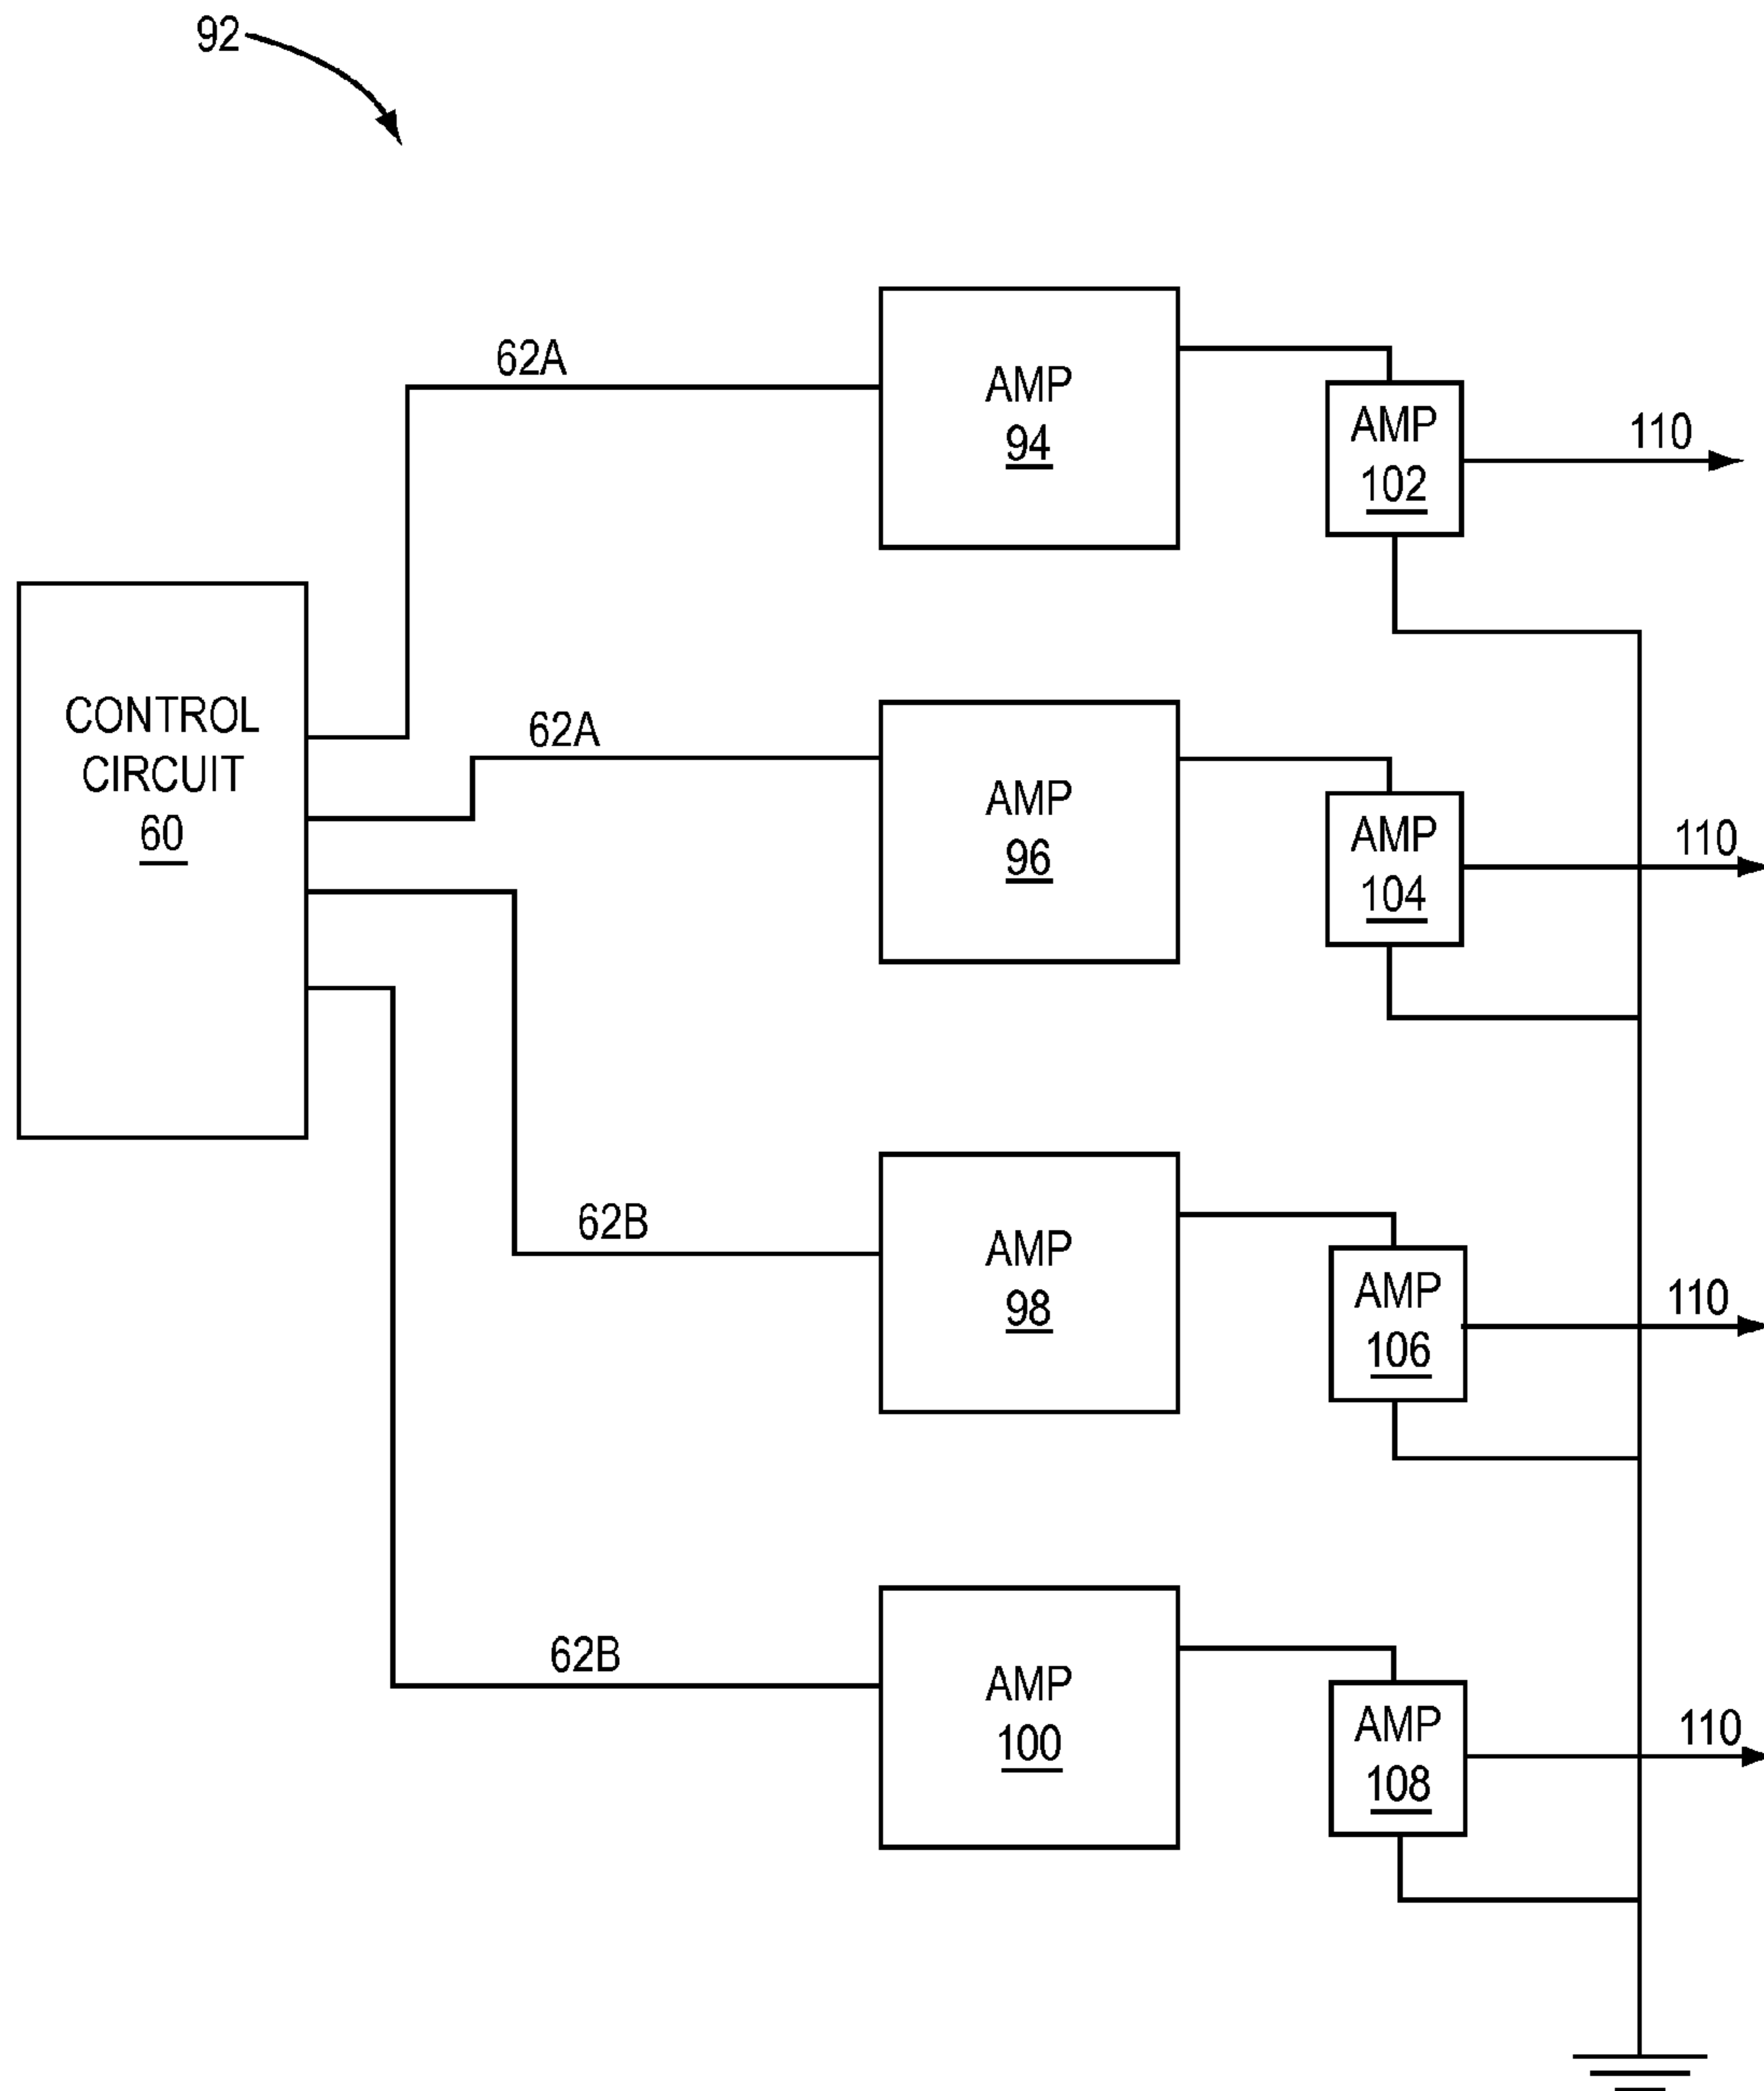 92
62A
AMP
94
AMP
102
110
CONTROL
CIRCUIT
60
62A
AMP
96
AMP
104
110
62B
AMP
98
AMP
106
110
62B
AMP
100
AMP
108
110